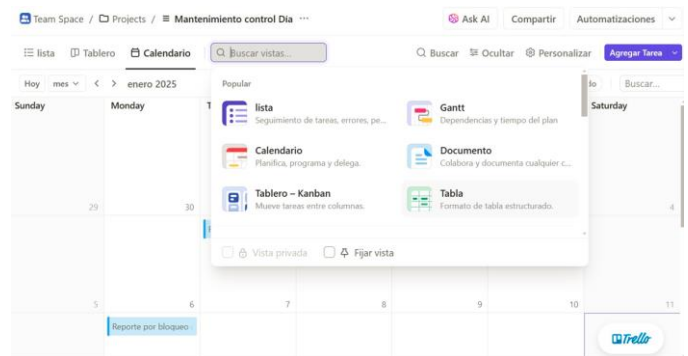 Team Space / Projects / Mantenimiento control Día ··· Ask AI Compartir Automatizaciones
lista Tablero Calendario Buscar vistas... Buscar Ocultar Personalizar Agregar Tarea
Hoy mes < > enero 2025 Buscar...
Popular
Sunday Monday Saturday
lista
Seguimiento de tareas, errores, pe...
Gantt
Dependencias y tiempo del plan
Calendario
Planifica, programa y delega.
Documento
Colabora y documenta cualquier c...
Tablero – Kanban
Mueve tareas entre columnas.
Tabla
Formato de tabla estructurado.
29 30 4
Vista privada Fijar vista
5 6 7 8 9 10 11
Reporte por bloqueo
Trello